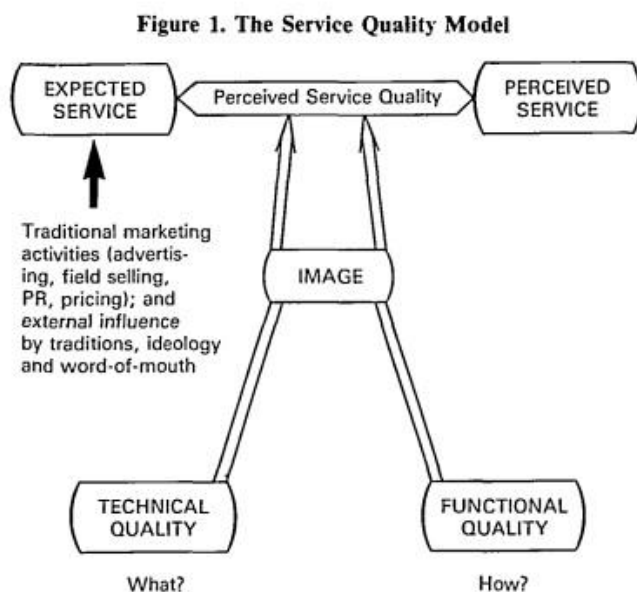 Figure 1. The Service Quality Model
EXPECTED
SERVICE
Perceived Service Quality
PERCEIVED
SERVICE
Traditional marketing
activities (advertis-
ing, field selling,
PR, pricing); and
external influence
by traditions, ideology
and word-of-mouth
IMAGE
TECHNICAL
QUALITY
FUNCTIONAL
QUALITY
What?
How?